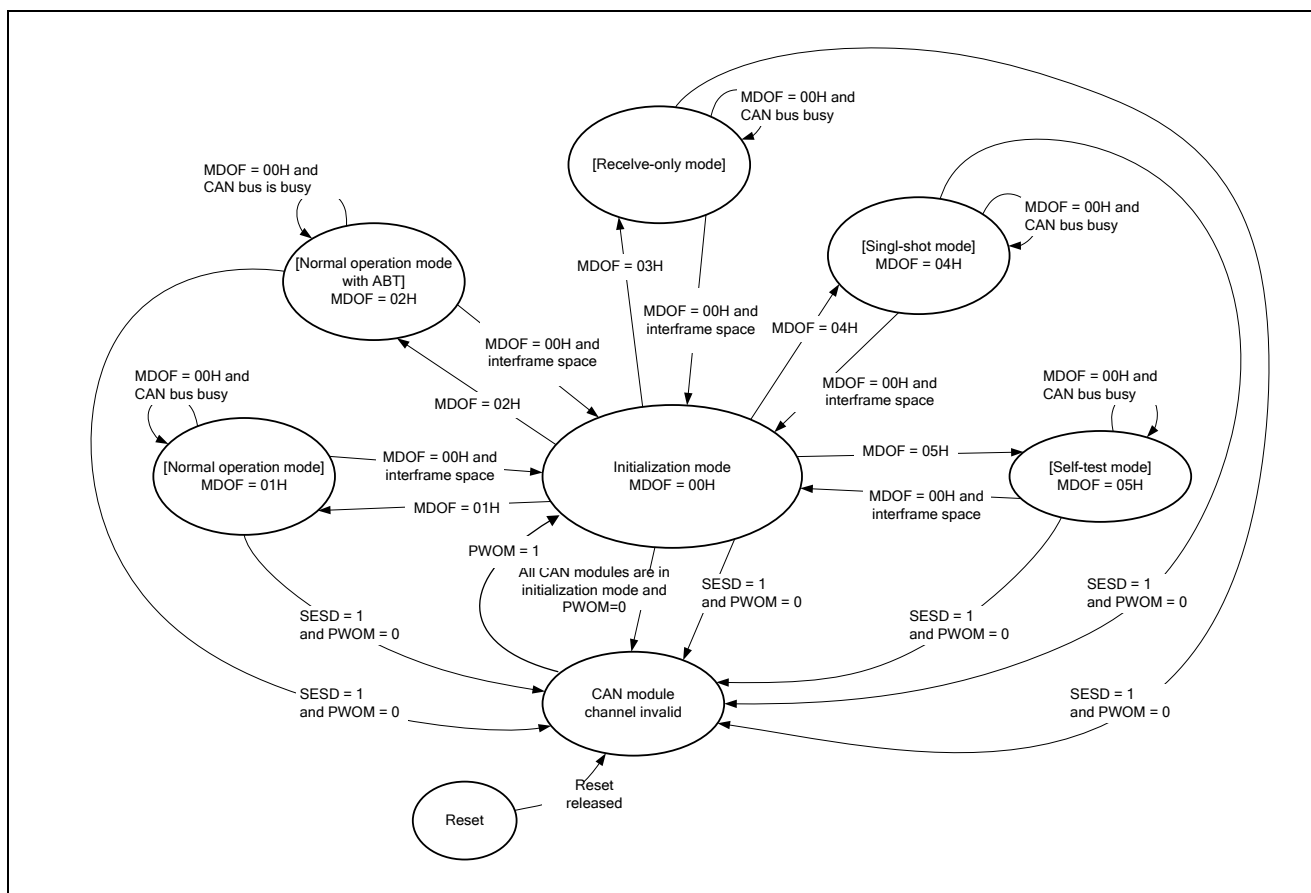 MDOF = 00H and
CAN bus busy
[Recelve-only mode]
MDOF = 00H and
CAN bus is busy
MDOF = 00H and
CAN bus busy
[Singl-shot mode]
MDOF = 04H
[Normal operation mode
with ABT]
MDOF = 02H
MDOF = 03H
MDOF = 00H and
interframe space
MDOF = 04H
MDOF = 00H and
interframe space
MDOF = 00H and
interframe space
MDOF = 00H and
CAN bus busy
MDOF = 00H and
CAN bus busy
MDOF = 02H
[Normal operation mode]
MDOF = 01H
MDOF = 00H and
interframe space
Initialization mode
MDOF = 00H
MDOF = 05H
[Self-test mode]
MDOF = 05H
MDOF = 00H and
interframe space
MDOF = 01H
PWOM = 1
All CAN modules are in
initialization mode and
PWOM=0
SESD = 1
and PWOM = 0
SESD = 1
and PWOM = 0
SESD = 1
and PWOM = 0
SESD = 1
and PWOM = 0
SESD = 1
and PWOM = 0
CAN module
channel invalid
SESD = 1
and PWOM = 0
Reset
released
Reset